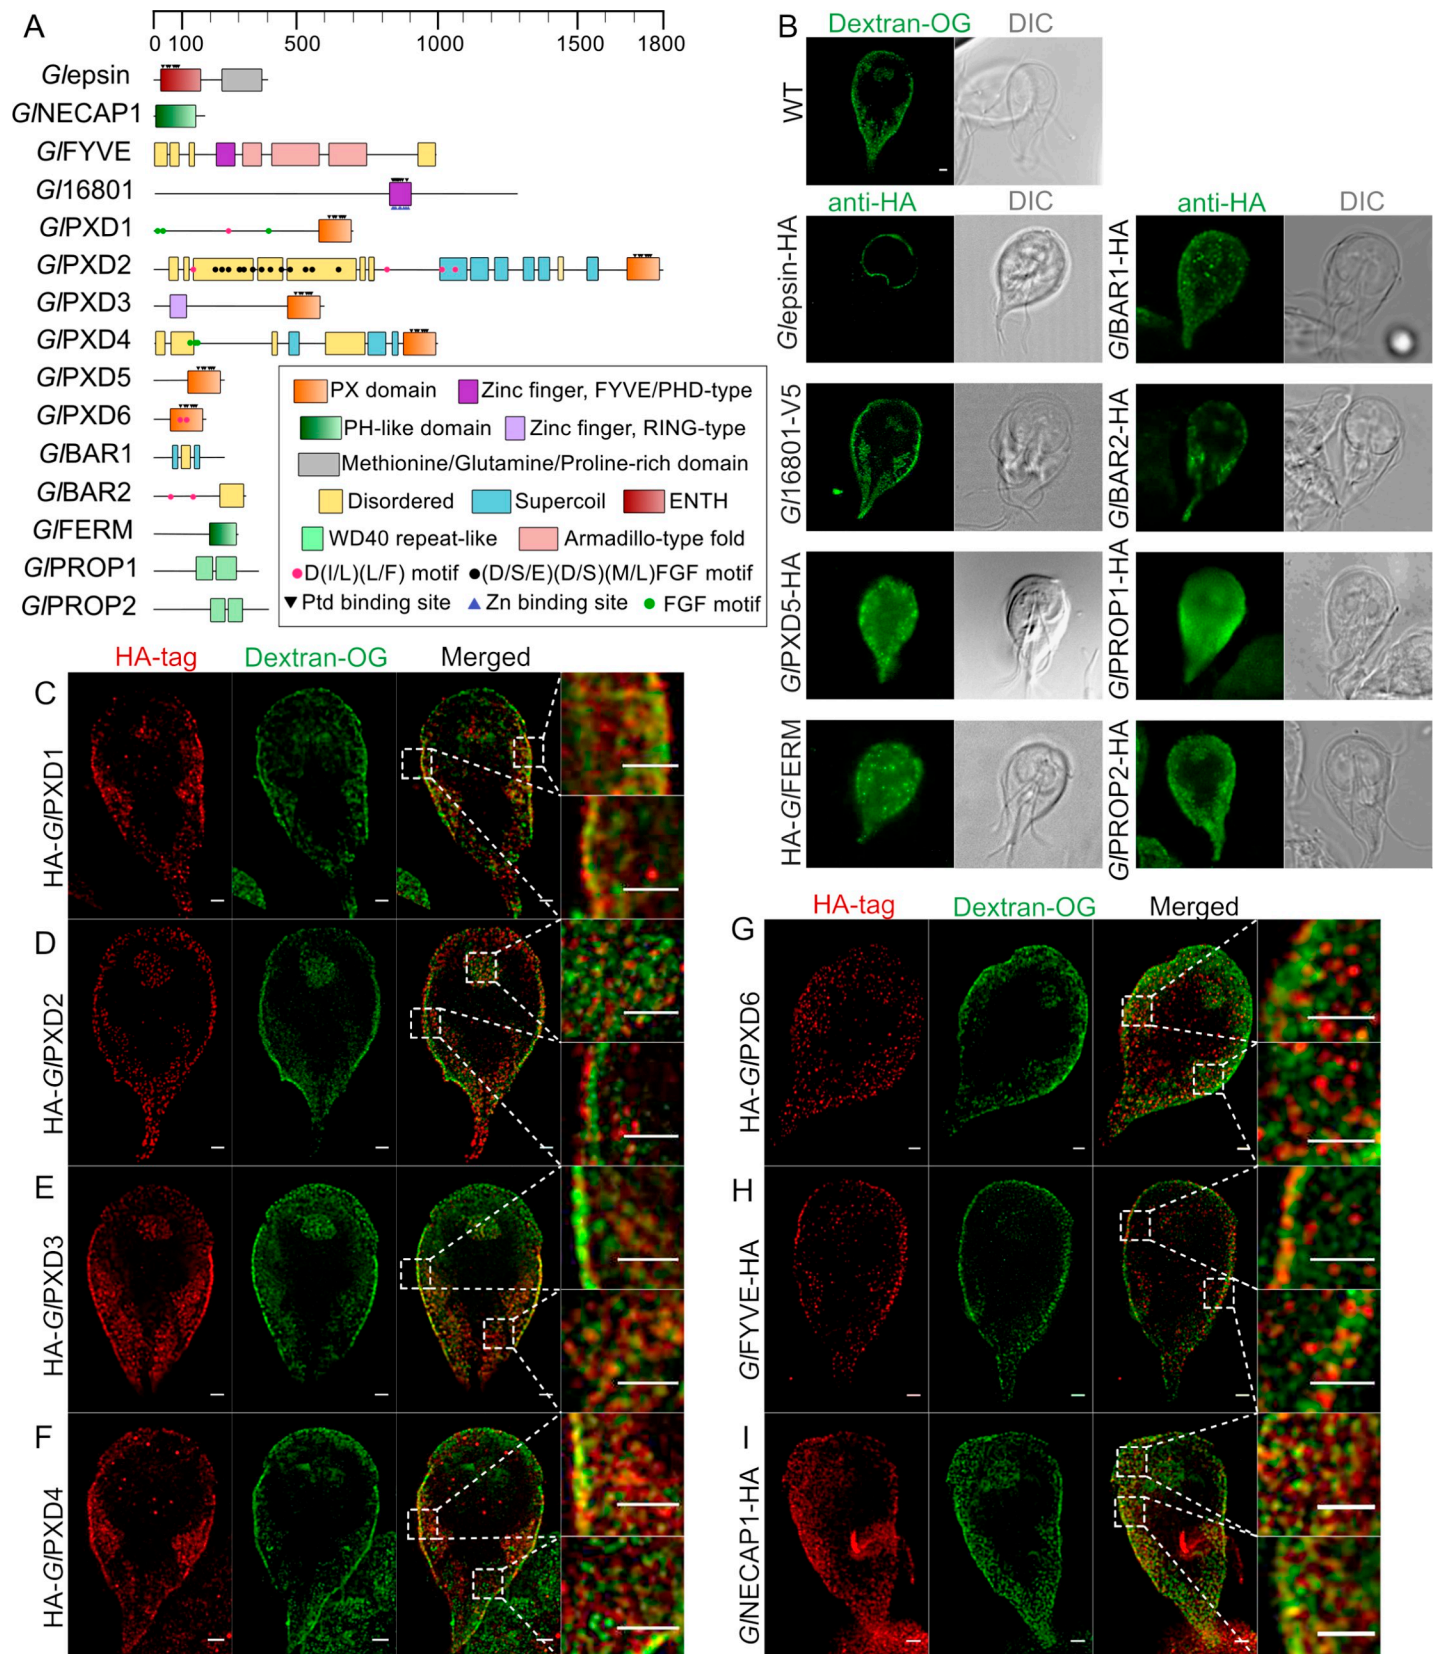 A
0 100 500 1000 1500 1800
Glepsin
GlNECAP1
GlFYVE
Gl16801
GlPXD1
GlPXD2
GlPXD3
GlPXD4
GlPXD5
GlPXD6
GlBAR1
GlBAR2
GlFERM
GlPROP1
GlPROP2
PX domain Zinc finger, FYVE/PHD-type
PH-like domain Zinc finger, RING-type
Methionine/Glutamine/Proline-rich domain
Disordered Supercoil ENTH
WD40 repeat-like Armadillo-type fold
D(I/L)(L/F) motif (D/S/E)(D/S)(M/L)FGF motif
Ptd binding site Zn binding site FGF motif
B
Dextran-OG DIC
WT
anti-HA DIC anti-HA DIC
Glepsin-HA GlBAR1-HA
Gl16801-V5 GlBAR2-HA
GlPXD5-HA GlPROP1-HA
HA-GlFERM GlPROP2-HA
HA-tag Dextran-OG Merged
C
HA-GlPXD1
D
HA-GlPXD2
E
HA-GlPXD3
F
HA-GlPXD4
HA-tag Dextran-OG Merged
G
HA-GlPXD6
H
GlFYVE-HA
I
GlNECAP1-HA